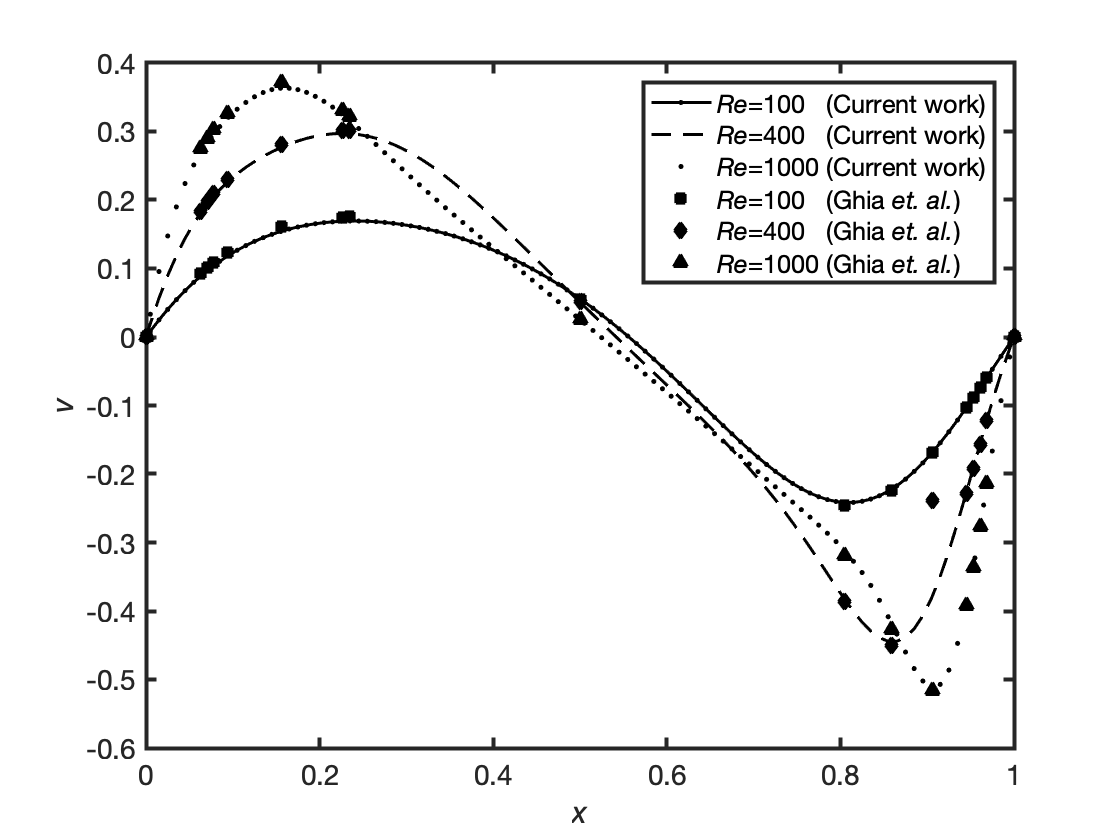 0.4
0.3
0.2
0.1
0
-0.1
-0.2
-0.3
-0.4
-0.5
-0.6
v
0 0.2 0.4 0.6 0.8 1
x
Re=100 (Current work)
Re=400 (Current work)
Re=1000 (Current work)
Re=100 (Ghia et. al.)
Re=400 (Ghia et. al.)
Re=1000 (Ghia et. al.)